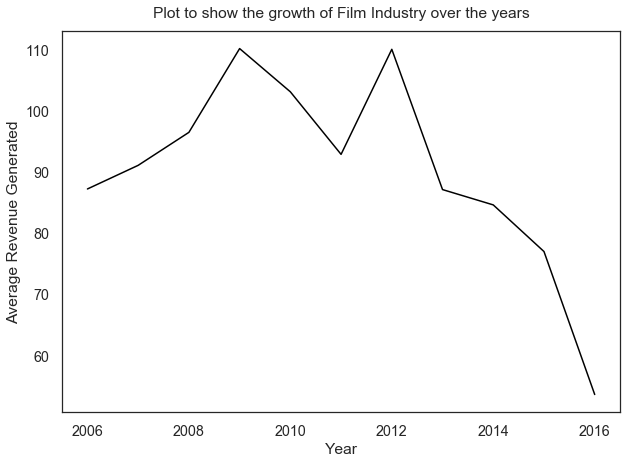 Plot to show the growth of Film Industry over the years
110
100
90
80
70
60
Average Revenue Generated
2006 2008 2010 2012 2014 2016
Year